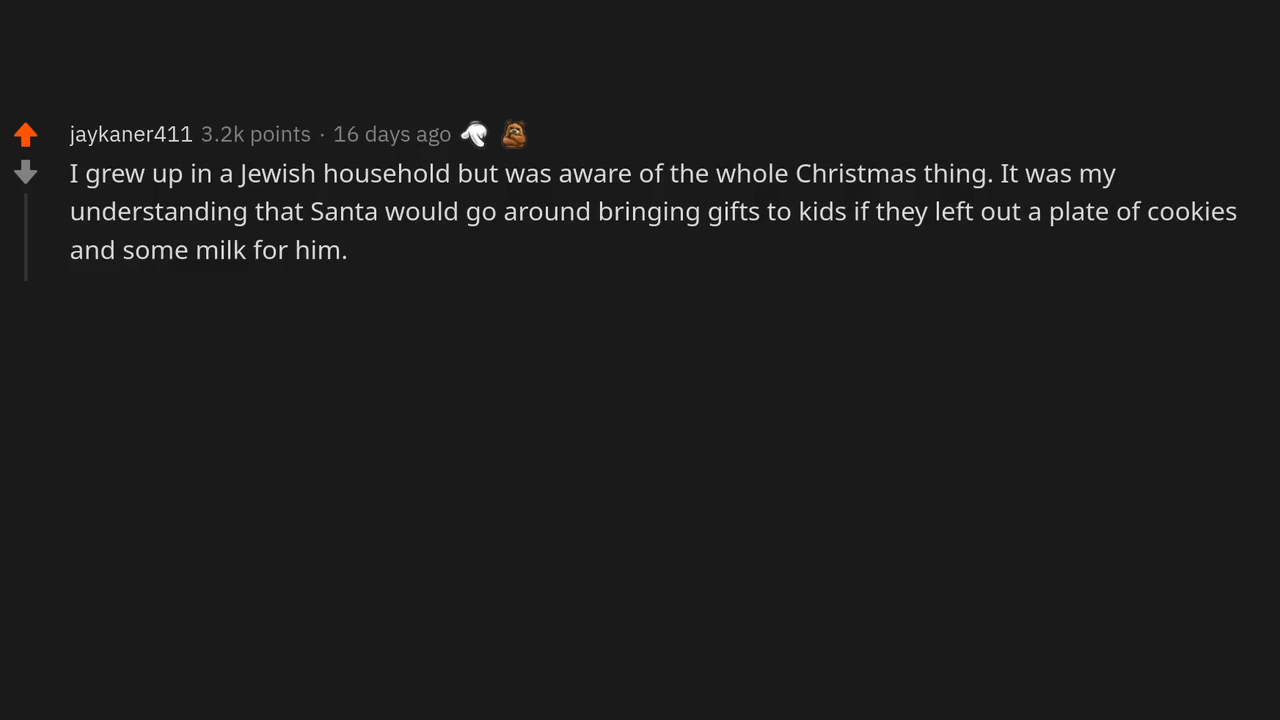 jaykaner411 3.2k points · 16 days ago
I grew up in a Jewish household but was aware of the whole Christmas thing. It was my
understanding that Santa would go around bringing gifts to kids if they left out a plate of cookies
and some milk for him.